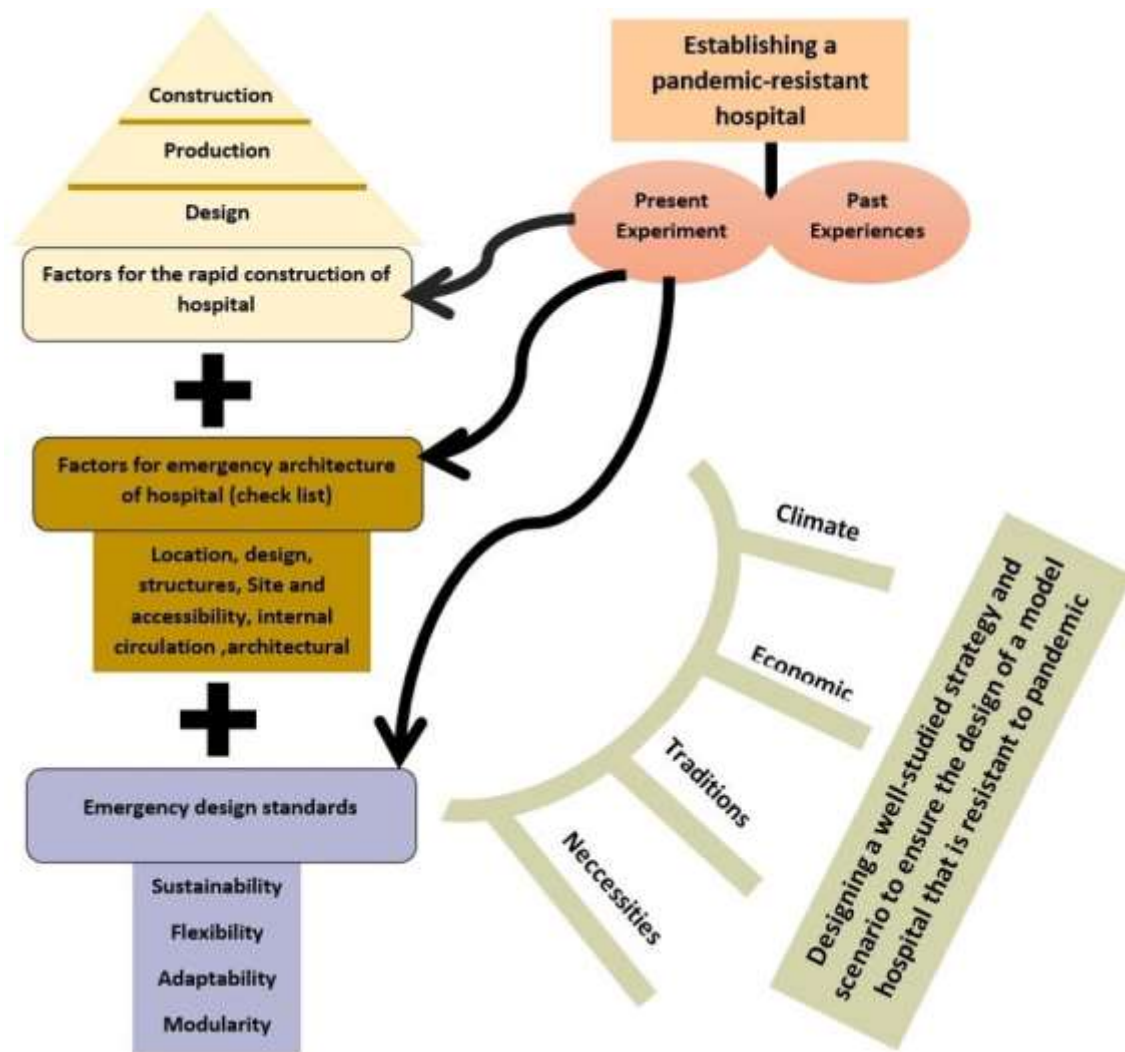 Establishing a
pandemic-resistant
hospital
Present
Experiment
Past
Experiences
Construction
Production
Design
Factors for the rapid construction of
hospital
Factors for emergency architecture
of hospital (check list)
Location, design,
structures, Site and
accessibility, internal
circulation ,architectural
Emergency design standards
Sustainability
Flexibility
Adaptability
Modularity
Climate
Economic
Traditions
Neccessities
Designing a well-studied strategy and
scenario to ensure the design of a model
hospital that is resistant to pandemic